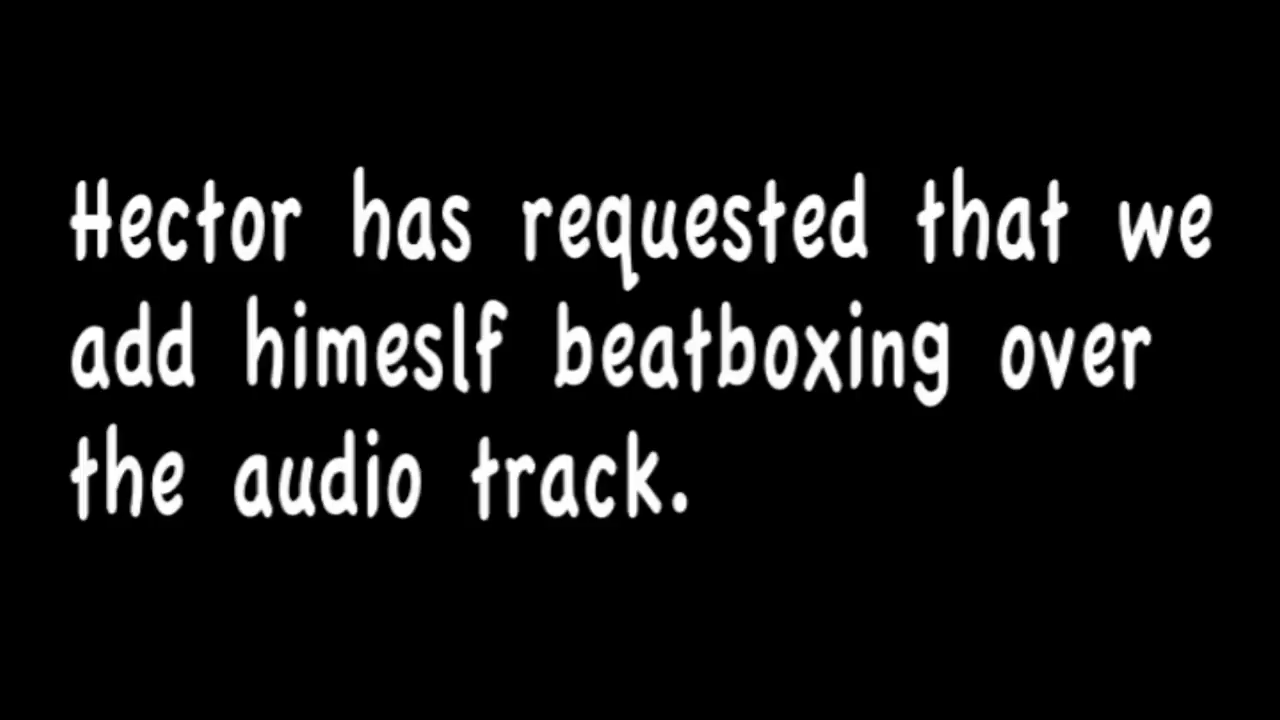 Hector has requested that we
add himeslf beatboxing over
the audio track.